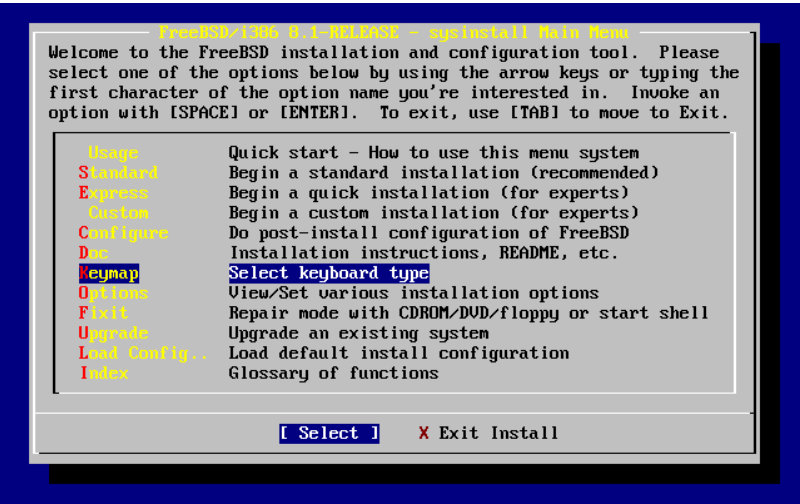 FreeBSD/i386 8.1-RELEASE - sysinstall Main Menu
Welcome to the FreeBSD installation and configuration tool.  Please
select one of the options below by using the arrow keys or typing the
first character of the option name you're interested in.  Invoke an
option with [SPACE] or [ENTER].  To exit, use [TAB] to move to Exit.
Usage Quick start - How to use this menu system
Standard Begin a standard installation (recommended)
Express Begin a quick installation (for experts)
Custom Begin a custom installation (for experts)
Configure Do post-install configuration of FreeBSD
Doc Installation instructions, README, etc.
Keymap Select keyboard type
Options View/Set various installation options
Fixit Repair mode with CDROM/DVD/floppy or start shell
Upgrade Upgrade an existing system
Load Config.. Load default install configuration
Index Glossary of functions
[ Select ] X Exit Install